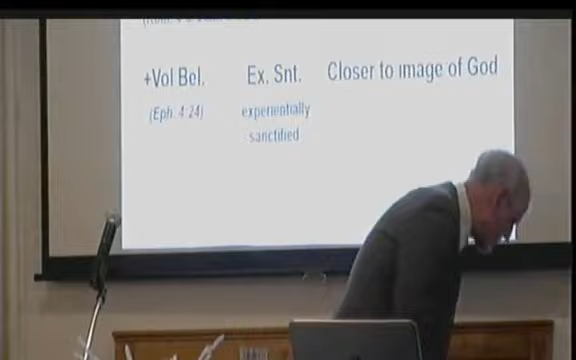 +Vol Bel. Ex. Snt. Closer to image of God
(Eph. 4:24) experientially
sanctified